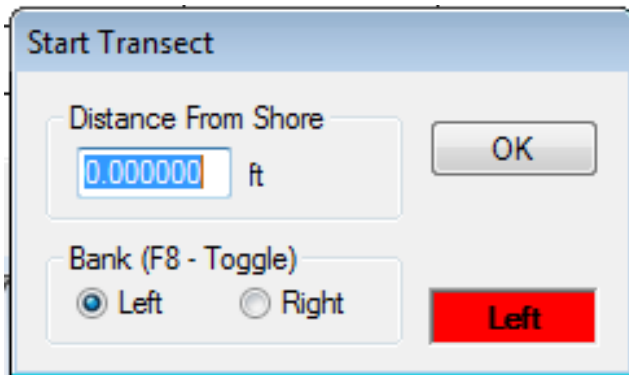 Start Transect
Distance From Shore
0.000000 ft
OK
Bank (F8 - Toggle)
Left Right
Left